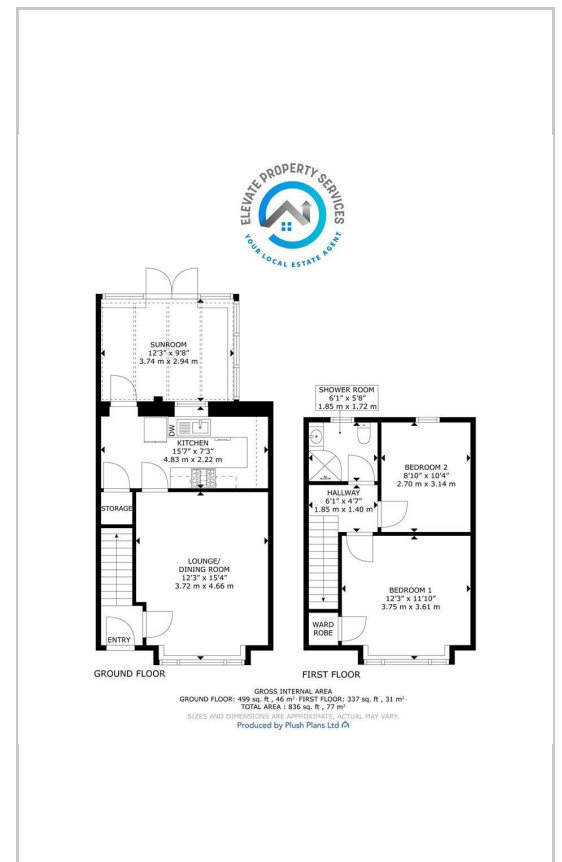 ELEVATE PROPERTY SERVICES
YOUR LOCAL ESTATE AGENT
SUNROOM
12'3" x 9'8"
3.74 m x 2.94 m
SHOWER ROOM
6'1" x 5'8"
1.85 m x 1.72 m
DW
KITCHEN
15'7" x 7'3"
4.83 m x 2.22 m
BEDROOM 2
8'10" x 10'4"
2.70 m x 3.14 m
HALLWAY
6'1" x 4'7"
1.85 m x 1.40 m
STORAGE
LOUNGE/
DINING ROOM
12'3" x 15'4"
3.72 m x 4.66 m
BEDROOM 1
12'3" x 11'10"
3.75 m x 3.61 m
WARD
ROBE
ENTRY
GROUND FLOOR
FIRST FLOOR
GROSS INTERNAL AREA
GROUND FLOOR: 499 sq. ft , 46 m² · FIRST FLOOR: 337 sq. ft , 31 m² ·
TOTAL AREA : 836 sq. ft , 77 m²
SIZES AND DIMENSIONS ARE APPROXIMATE, ACTUAL MAY VARY.
Produced by Plush Plans Ltd